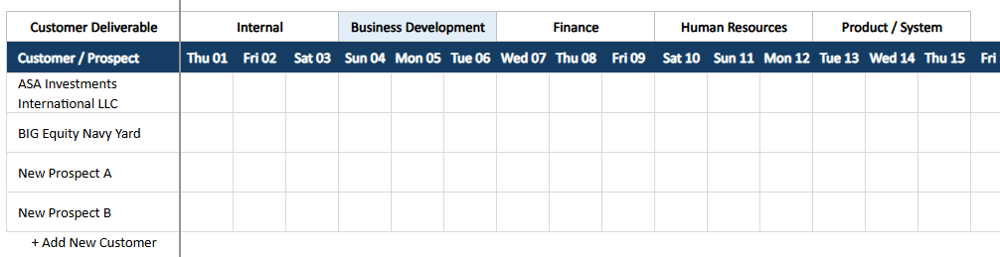 Customer Deliverable Internal Business Development Finance Human Resources Product / System
Customer / Prospect Thu 01 Fri 02 Sat 03 Sun 04 Mon 05 Tue 06 Wed 07 Thu 08 Fri 09 Sat 10 Sun 11 Mon 12 Tue 13 Wed 14 Thu 15 Fri
ASA Investments
International LLC
BIG Equity Navy Yard
New Prospect A
New Prospect B
+ Add New Customer